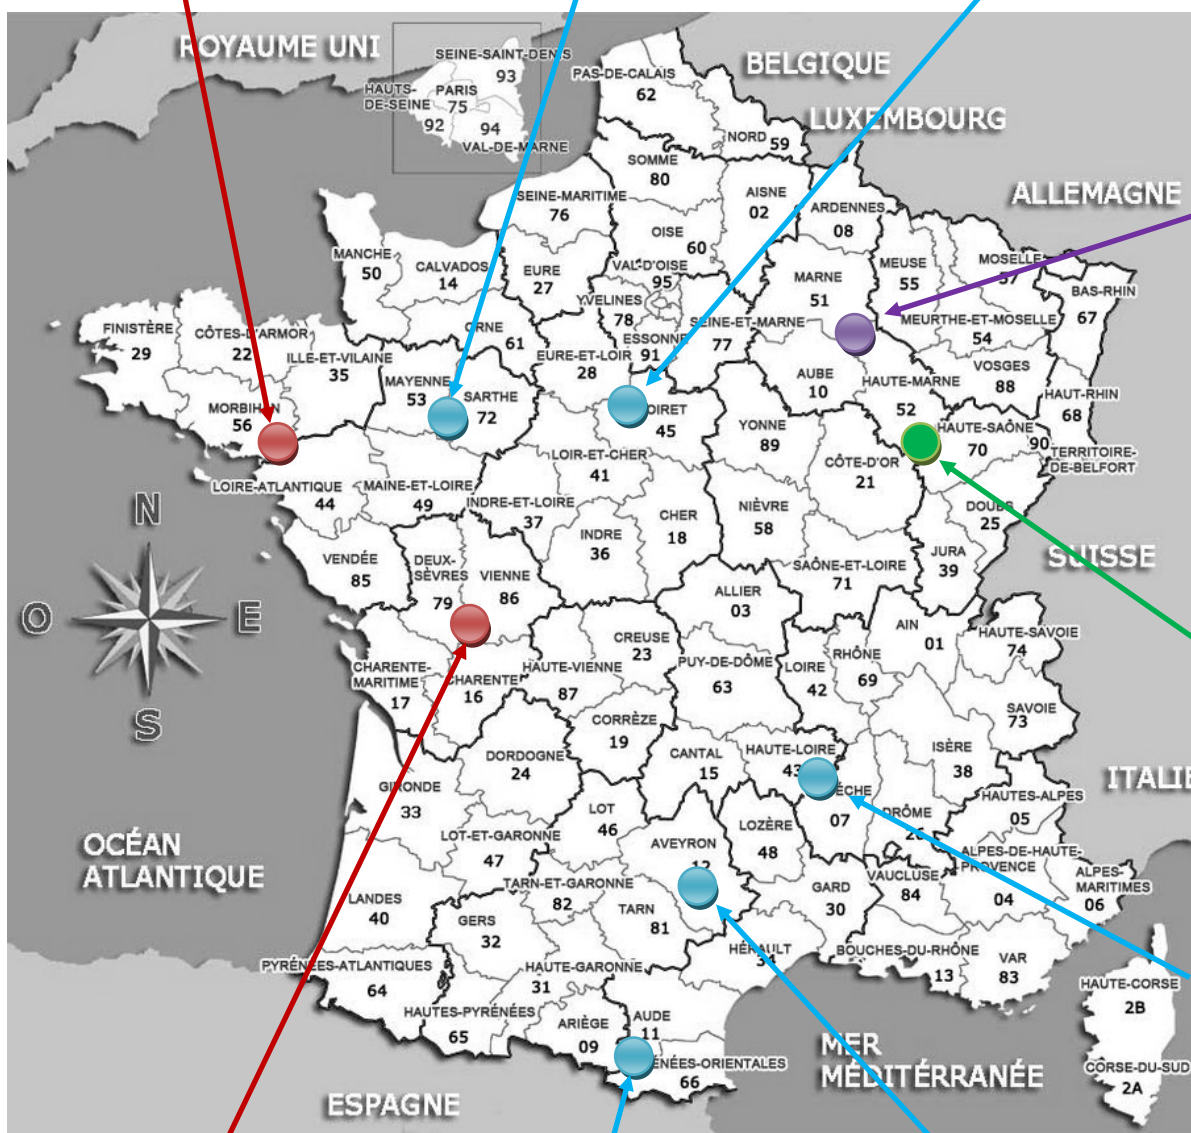 ROYAUME UNI
SEINE-SAINT-DENIS
93
HAUTS-
DE-SEINE
92
PARIS
75
94
VAL-DE-MARNE
PAS-DE-CALAIS
62
NORD 59
BELGIQUE
LUXEMBOURG
ALLEMAGNE
SOMME
80
SEINE-MARITIME
76
AISNE
02
ARDENNES
08
OISE
60
MANCHE
50
CALVADOS
14
EURE
27
VAL-D'OISE
95
YVELINES
78
ESSONNE
91
SEINE-ET-MARNE
77
MARNE
51
MEUSE
55
MOSELLE
57
BAS-RHIN
67
MEURTHE-ET-MOSELLE
54
FINISTÈRE
29
CÔTES-D'ARMOR
22
ILLE-ET-VILAINE
35
ORNE
61
EURE-ET-LOIR
28
MAYENNE
53
SARTHE
72
AUBE
10
HAUTE-MARNE
52
VOSGES
88
HAUT-RHIN
68
MORBIHAN
56
45
YONNE
89
HAUTE-SAÔNE
70
90
TERRITOIRE-
DE-BELFORT
CÔTE-D'OR
21
LOIR-ET-CHER
41
LOIRE-ATLANTIQUE
44
MAINE-ET-LOIRE
49
INDRE-ET-LOIRE
37
INDRE
36
CHER
18
NIÈVRE
58
DOUBS
25
JURA
39
SUISSE
N
O
E
S
VENDÉE
85
DEUX-
SÈVRES
79
VIENNE
86
SAÔNE-ET-LOIRE
71
ALLIER
03
CREUSE
23
HAUTE-VIENNE
87
PUY-DE-DÔME
63
LOIRE
42
RHÔNE
69
AIN
01
HAUTE-SAVOIE
74
SAVOIE
73
CHARENTE-
MARITIME
17
CHARENTE
16
CORRÈZE
19
DORDOGNE
24
CANTAL
15
HAUTE-LOIRE
43
ISÈRE
38
ITALIE
GIRONDE
33
LOT
46
07
DRÔME
26
HAUTES-ALPES
05
LOT-ET-GARONNE
47
AVEYRON
12
LOZÈRE
48
OCÉAN
ATLANTIQUE
ALPES-DE-HAUTE-
PROVENCE
04
ALPES-
MARITIMES
06
VAUCLUSE
84
GARD
30
LANDES
40
TARN-ET-GARONNE
82
TARN
81
GERS
32
HÉRAULT
34
BOUCHES-DU-RHÔNE
13
VAR
83
PYRÉNÉES-ATLANTIQUES
64
HAUTE-GARONNE
31
HAUTES-PYRÉNÉES
65
ARIÈGE
09
AUDE
11
66
HAUTE-CORSE
2B
CORSE-DU-SUD
2A
MER
MÉDITERRANÉE
ESPAGNE